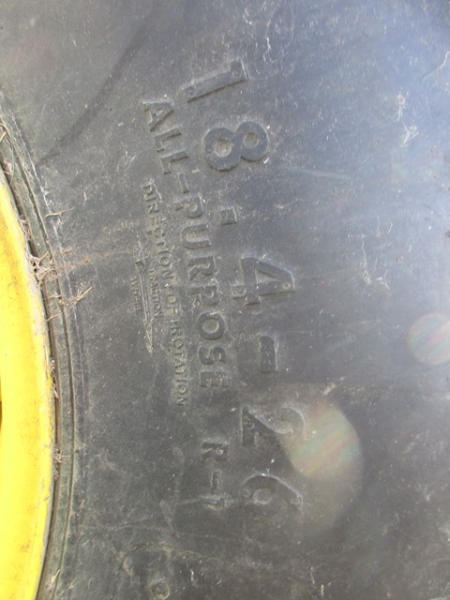 18.4-26
ALL-PURPOSE R-1
DIRECTION OF ROTATION